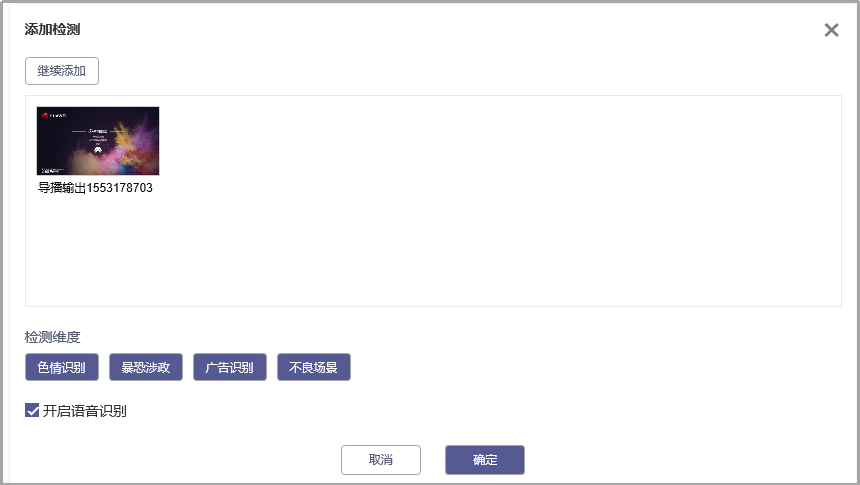 添加检测
继续添加
导播输出1553178703
检测维度
色情识别
暴恐涉政
广告识别
不良场景
开启语音识别
取消
确定